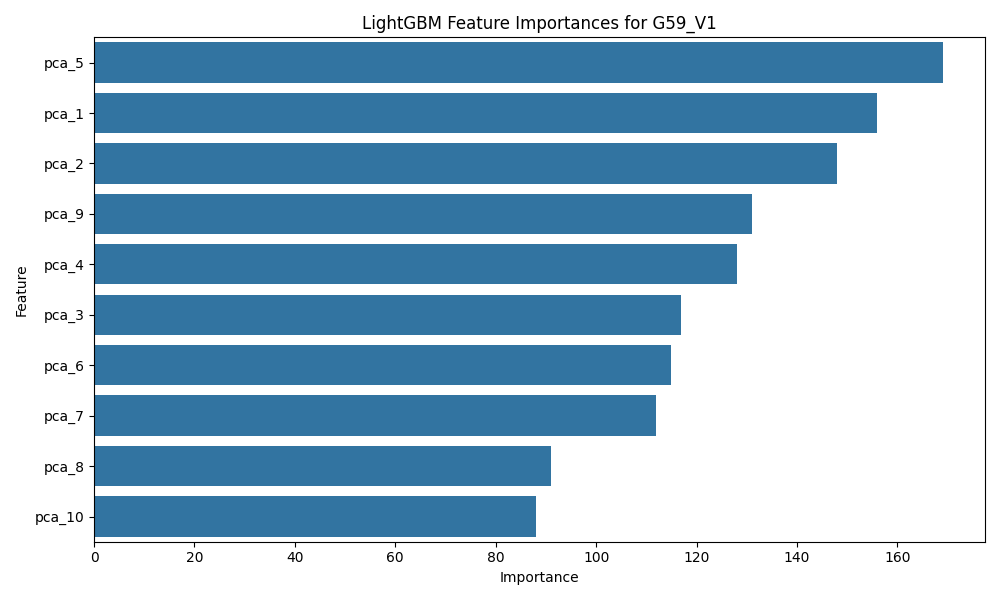 LightGBM Feature Importances for G59_V1
pca_5
pca_1
pca_2
pca_9
pca_4
pca_3
pca_6
pca_7
pca_8
pca_10
Feature
0 20 40 60 80 100 120 140 160
Importance